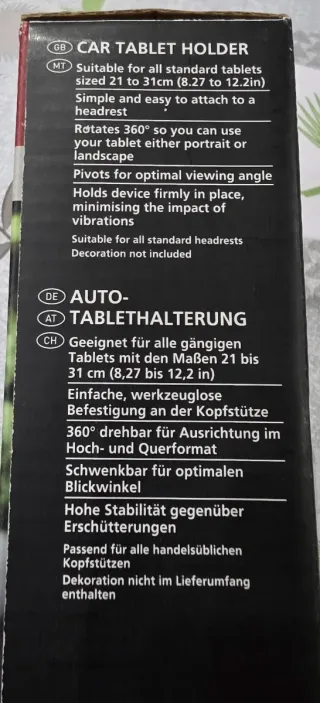 GB CAR TABLET HOLDER
MT Suitable for all standard tablets
sized 21 to 31cm (8.27 to 12.2in)
Simple and easy to attach to a
headrest
Rotates 360° so you can use
your tablet either portrait or
landscape
Pivots for optimal viewing angle
Holds device firmly in place,
minimising the impact of
vibrations
Suitable for all standard headrests
Decoration not included
DE AUTO-
AT TABLETHALTERUNG
CH Geeignet für alle gängigen
Tablets mit den Maßen 21 bis
31 cm (8,27 bis 12,2 in)
Einfache, werkzeuglose
Befestigung an der Kopfstütze
360° drehbar für Ausrichtung im
Hoch- und Querformat
Schwenkbar für optimalen
Blickwinkel
Hohe Stabilität gegenüber
Erschütterungen
Passend für alle handelsüblichen
Kopfstützen
Dekoration nicht im Lieferumfang
enthalten